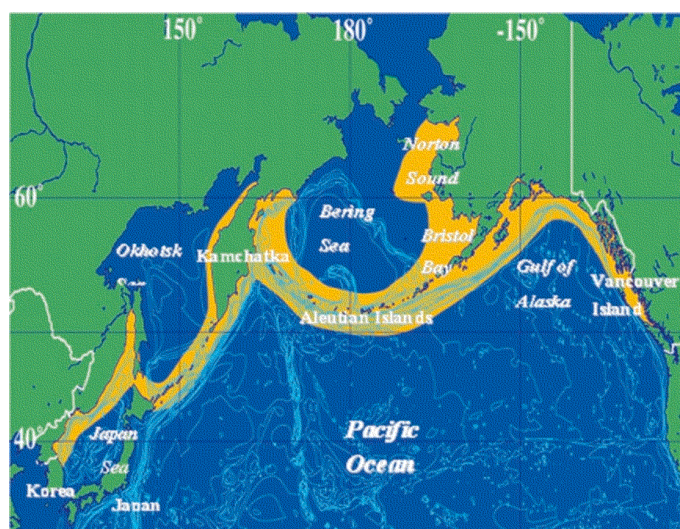 150°
180°
-150°
Norton
Sound
60°
Bering
Sea
Okhotsk
Kamchatka
Bristol
Bay
Gulf of
Alaska
Vancouver
Island
Aleutian Islands
40°
Japan
Sea
Pacific
Ocean
Korea
Japan